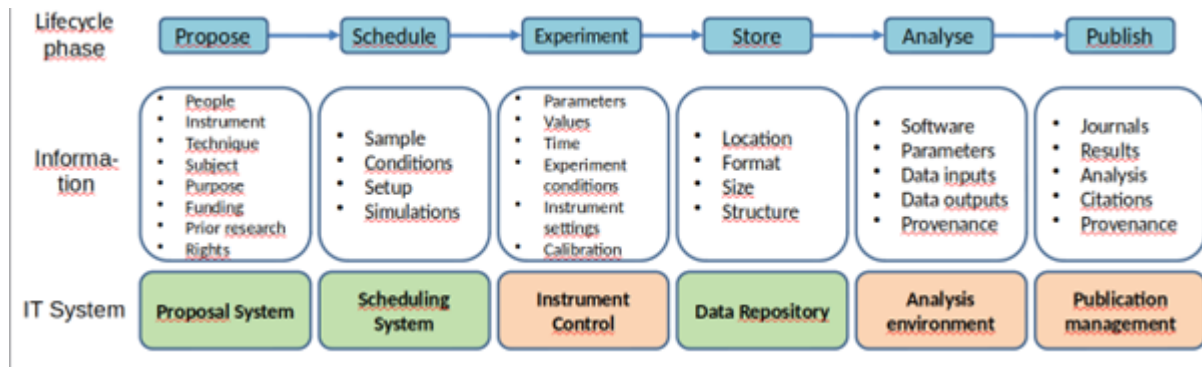 Lifecycle
phase
Propose
Schedule
Experiment
Store
Analyse
Publish
Informa-
tion
• People
• Instrument
• Technique
• Subject
• Purpose
• Funding
• Prior research
• Rights
• Sample
• Conditions
• Setup
• Simulations
• Parameters
• Values
• Time
• Experiment
conditions
• Instrument
settings
• Calibration
• Location
• Format
• Size
• Structure
• Software
• Parameters
• Data inputs
• Data outputs
• Provenance
• Journals
• Results
• Analysis
• Citations
• Provenance
IT System
Proposal System
Scheduling
System
Instrument
Control
Data Repository
Analysis
environment
Publication
management